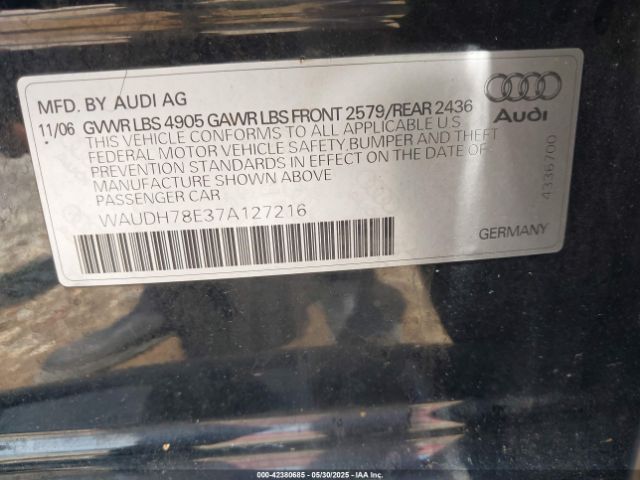 MFD. BY AUDI AG
11/06 GVWR LBS 4905 GAWR LBS FRONT 2579/REAR 2436
THIS VEHICLE CONFORMS TO ALL APPLICABLE U.S.
FEDERAL MOTOR VEHICLE SAFETY, BUMPER AND THEFT
PREVENTION STANDARDS IN EFFECT ON THE DATE OF
MANUFACTURE SHOWN ABOVE
PASSENGER CAR
WAUDH78E37A127216
Audi
4336700
GERMANY
000-42380685 - 05/30/2025 - IAA Inc.